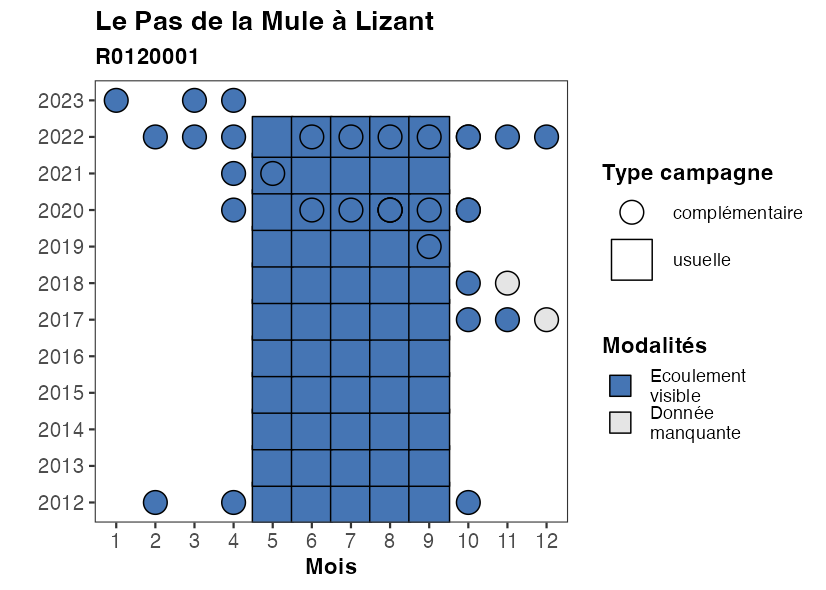 Le Pas de la Mule à Lizant
R0120001
2023
2022
2021
2020
2019
2018
2017
2016
2015
2014
2013
2012
1 2 3 4 5 6 7 8 9 10 11 12
Mois
Type campagne
complémentaire
usuelle
Modalités
Ecoulement
visible
Donnée
manquante